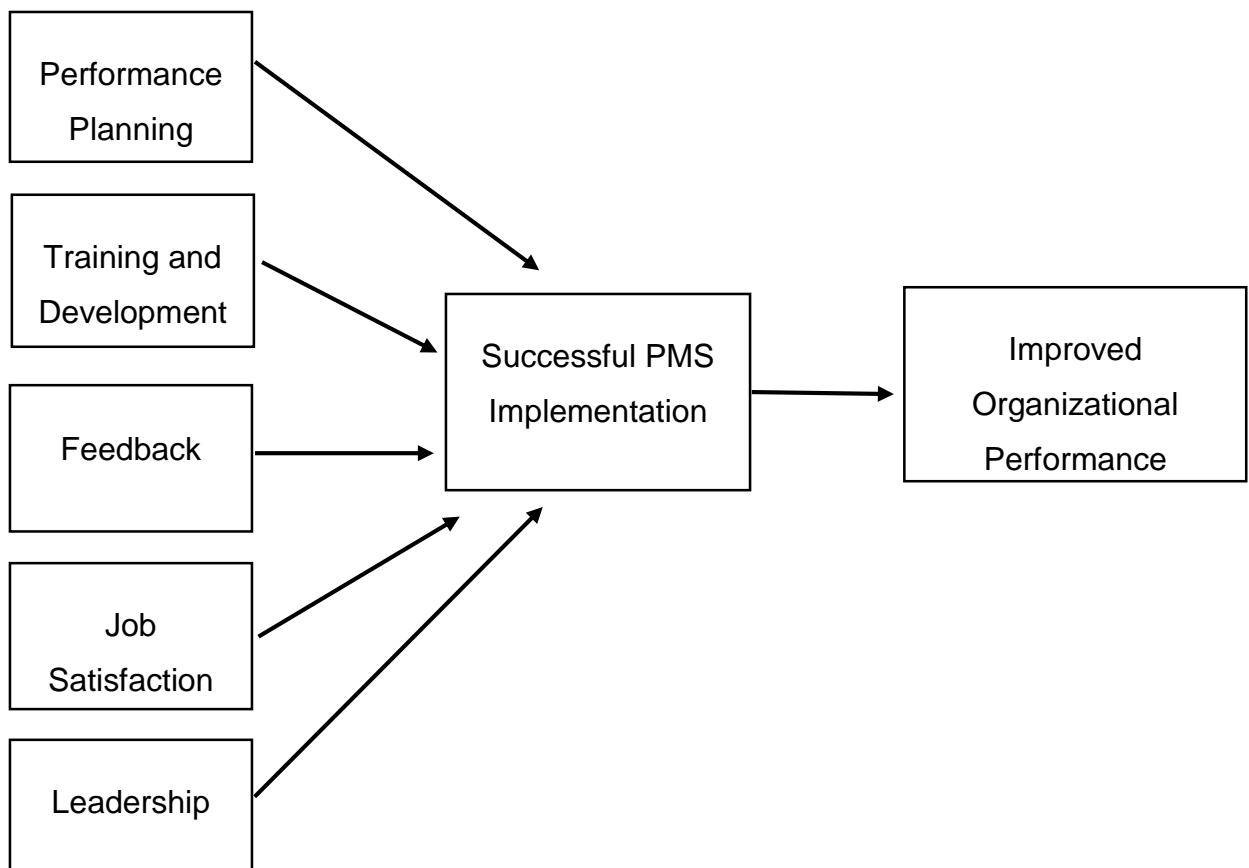 Performance
Planning
Training and
Development
Feedback
Job
Satisfaction
Leadership
Successful PMS
Implementation
Improved
Organizational
Performance